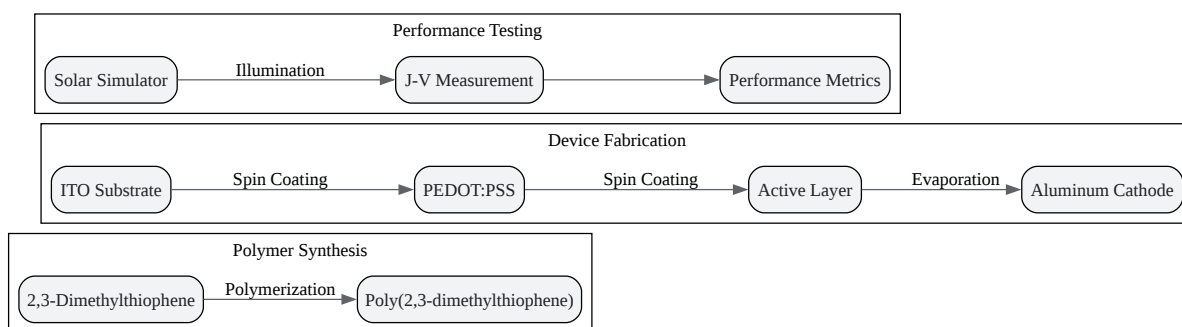 Performance Testing
Solar Simulator
Illumination
J-V Measurement
Performance Metrics
Device Fabrication
ITO Substrate
Spin Coating
PEDOT:PSS
Spin Coating
Active Layer
Evaporation
Aluminum Cathode
Polymer Synthesis
2,3-Dimethylthiophene
Polymerization
Poly(2,3-dimethylthiophene)